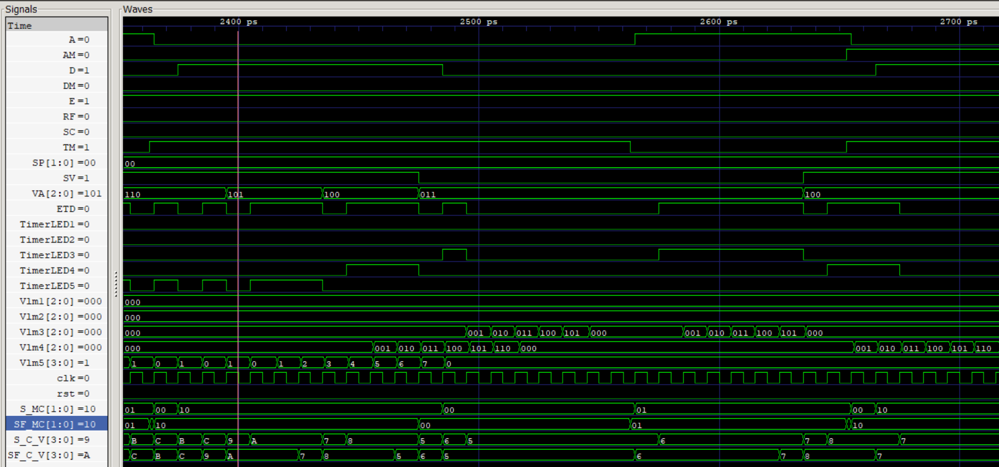 Signals Waves
Time 2400 ps 2500 ps 2600 ps 2700 ps
A=0
AM=0
D=1
DM=0
E=1
RF=0
SC=0
TM=1
SP[1:0]=00 00
SV=1
VA[2:0]=101 110 101 100 011 100
ETD=0
TimerLED1=0
TimerLED2=0
TimerLED3=0
TimerLED4=0
TimerLED5=0
Vlm1[2:0]=000 000
Vlm2[2:0]=000 000
Vlm3[2:0]=000 000 001 010 011 100 101 000 001 010 011 100 101 000
Vlm4[2:0]=000 000 001 010 011 100 101 110 000 001 010 011 100 101 110
Vlm5[3:0]=1 1 0 1 0 1 0 1 2 3 4 5 6 7 0
clk=0
rst=0
S_MC[1:0]=10 01 00 10 00 01 00 10
SF_MC[1:0]=10 01 10 00 01 10
S_C_V[3:0]=9 B C B C 9 A 7 8 5 6 5 6 7 8 7
SF_C_V[3:0]=A C B C 9 A 7 8 5 6 5 6 7 8 7